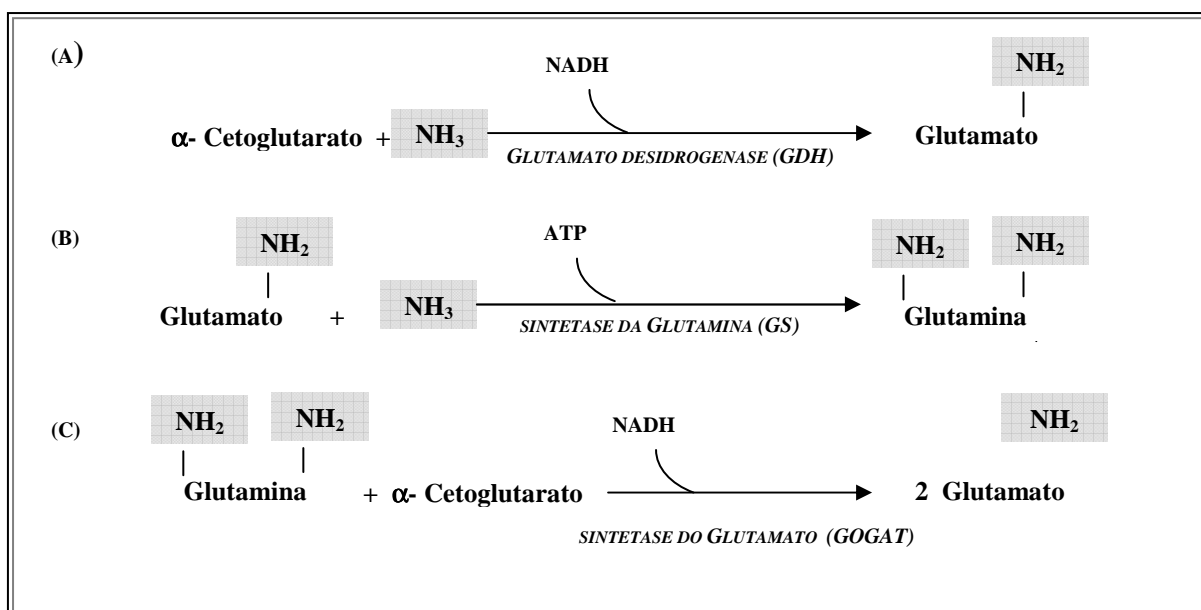 (A)
NADH
NH₂
α- Cetoglutarato + NH₃ Glutamato
GLUTAMATO DESIDROGENASE (GDH)
(B)
NH₂ ATP NH₂ NH₂
Glutamato + NH₃ Glutamina
SINTETASE DA GLUTAMINA (GS)
(C)
NH₂ NH₂ NADH NH₂
Glutamina + α- Cetoglutarato 2 Glutamato
SINTETASE DO GLUTAMATO (GOGAT)